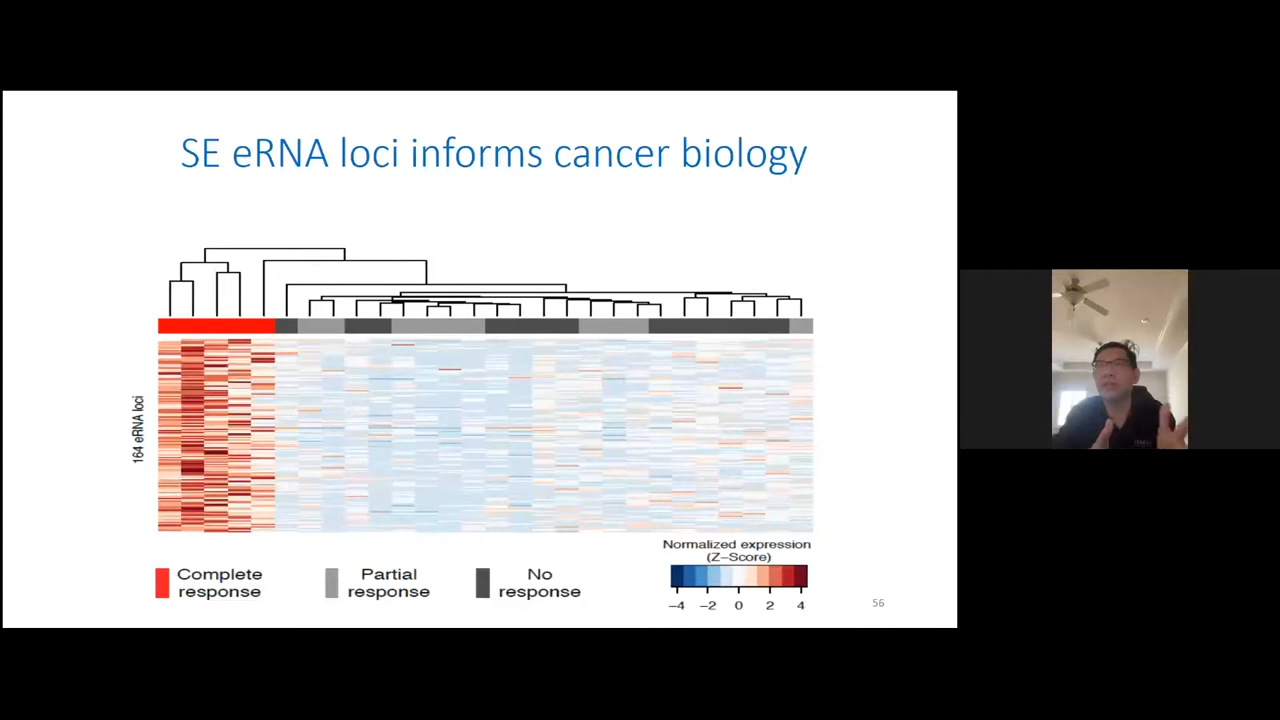 SE eRNA loci informs cancer biology
164 eRNA loci
Normalized expression
(Z−Score)
−4 −2 0 2 4
Complete
response
Partial
response
No
response
56